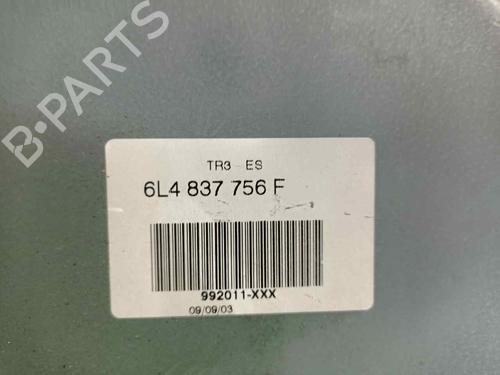 B-PARTS
TR3 ES
6L4 837 756 F
992011-XXX
09/09/03